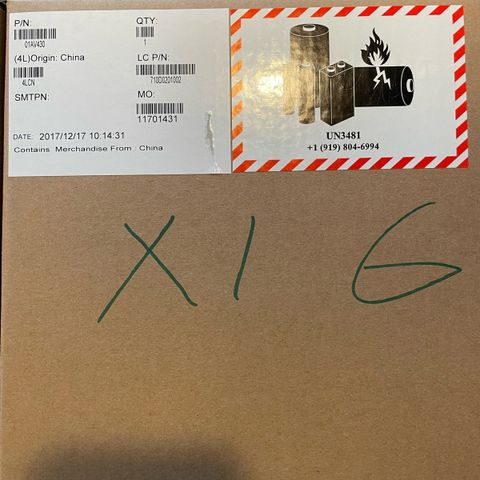 P/N:
01AV430
QTY:
1
(4L)Origin: China
4LCN
LC P/N:
710D0201002
SMTPN:
MO:
11701431
DATE: 2017/12/17 10:14:31
Contains Merchandise From : China
UN3481
+1 (919) 804-6994
X1 G